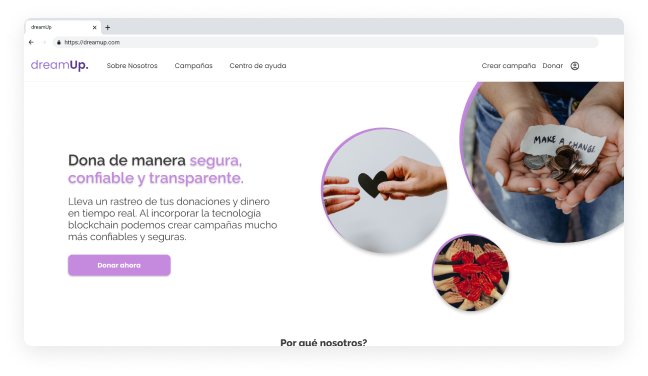 dreamUp
https://dreamup.com
dreamUp.
Sobre Nosotros Campañas Centro de ayuda Crear campaña Donar
MAKE A CHANGE
Dona de manera segura,
confiable y transparente.
Lleva un rastreo de tus donaciones y dinero
en tiempo real. Al incorporar la tecnología
blockchain podemos crear campañas mucho
más confiables y seguras.
Donar ahora
Por qué nosotros?